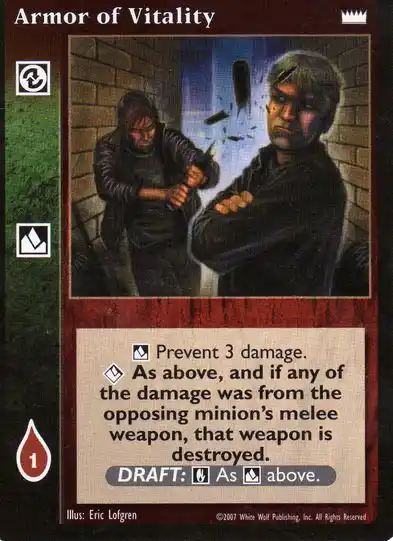 Armor of Vitality
Prevent 3 damage.
As above, and if any of
the damage was from the
opposing minion's melee
weapon, that weapon is
destroyed.
DRAFT: As above.
1
Illus: Eric Lofgren
©2007 White Wolf Publishing, Inc. All Rights Reserved